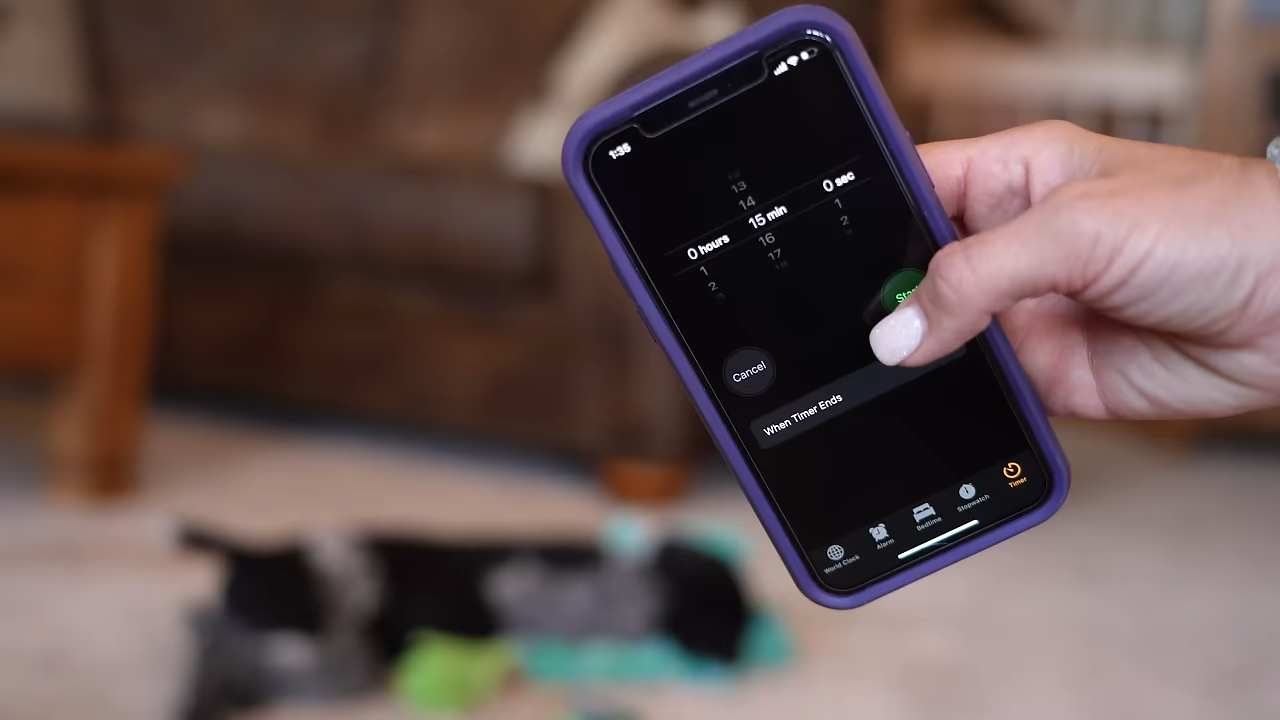 1:35
13
14
0 hours 15 min 0 sec
1 16 1
2 17 2
Cancel
When Timer Ends
World Clock Alarm Bedtime Stopwatch Timer